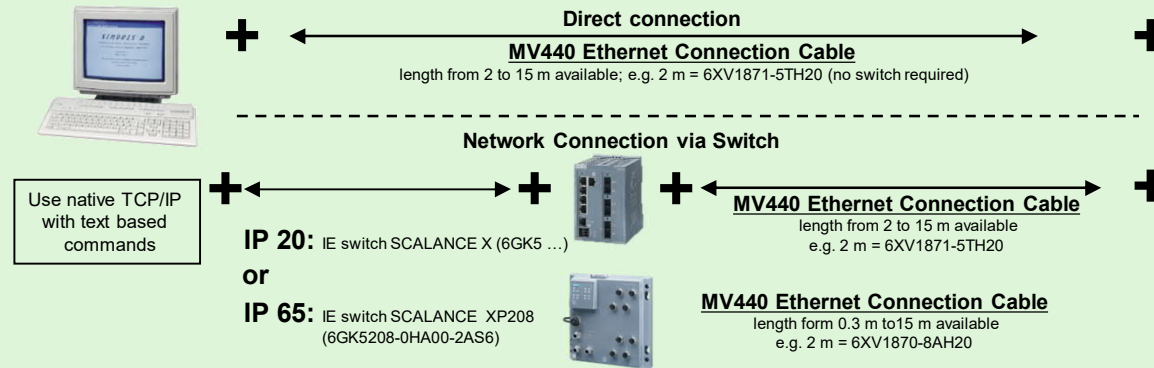 Direct connection
MV440 Ethernet Connection Cable
length from 2 to 15 m available; e.g. 2 m = 6XV1871-5TH20 (no switch required)
Network Connection via Switch
Use native TCP/IP
with text based
commands
IP 20: IE switch SCALANCE X (6GK5 …)
or
IP 65: IE switch SCALANCE XP208
(6GK5208-0HA00-2AS6)
MV440 Ethernet Connection Cable
length from 2 to 15 m available
e.g. 2 m = 6XV1871-5TH20
MV440 Ethernet Connection Cable
length form 0.3 m to15 m available
e.g. 2 m = 6XV1870-8AH20